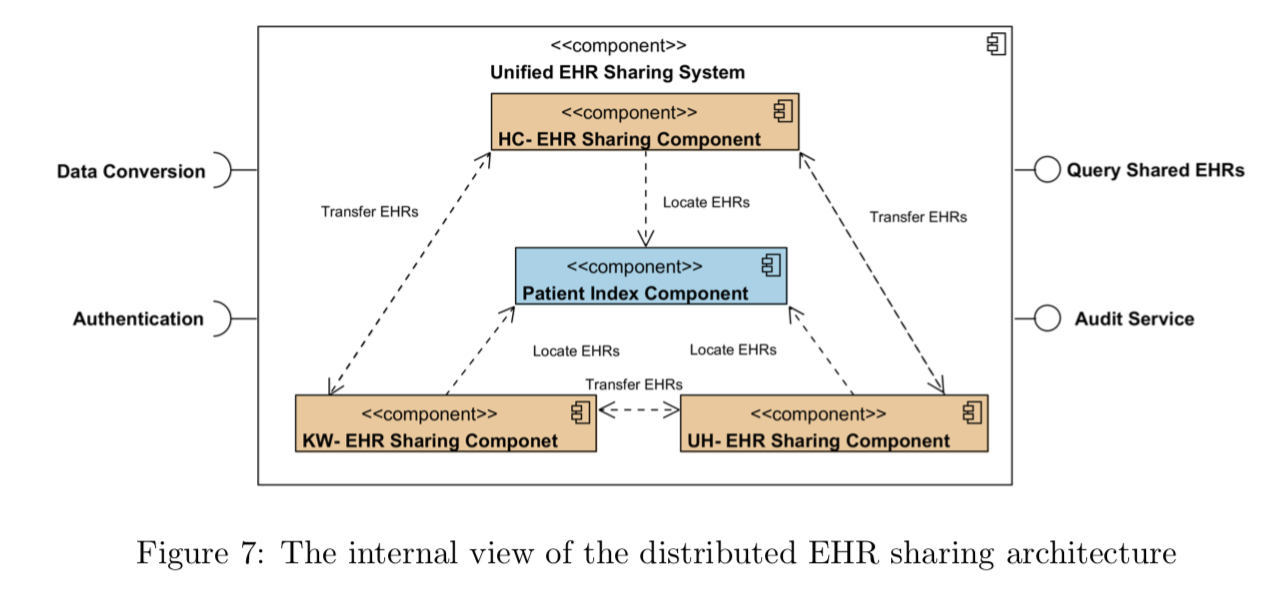 <<component>>
Unified EHR Sharing System
<<component>>
HC- EHR Sharing Component
Data Conversion
Query Shared EHRs
Transfer EHRs
Locate EHRs
Transfer EHRs
<<component>>
Patient Index Component
Authentication
Audit Service
Locate EHRs
Locate EHRs
Transfer EHRs
<<component>>
KW- EHR Sharing Componet
<<component>>
UH- EHR Sharing Component
Figure 7: The internal view of the distributed EHR sharing architecture